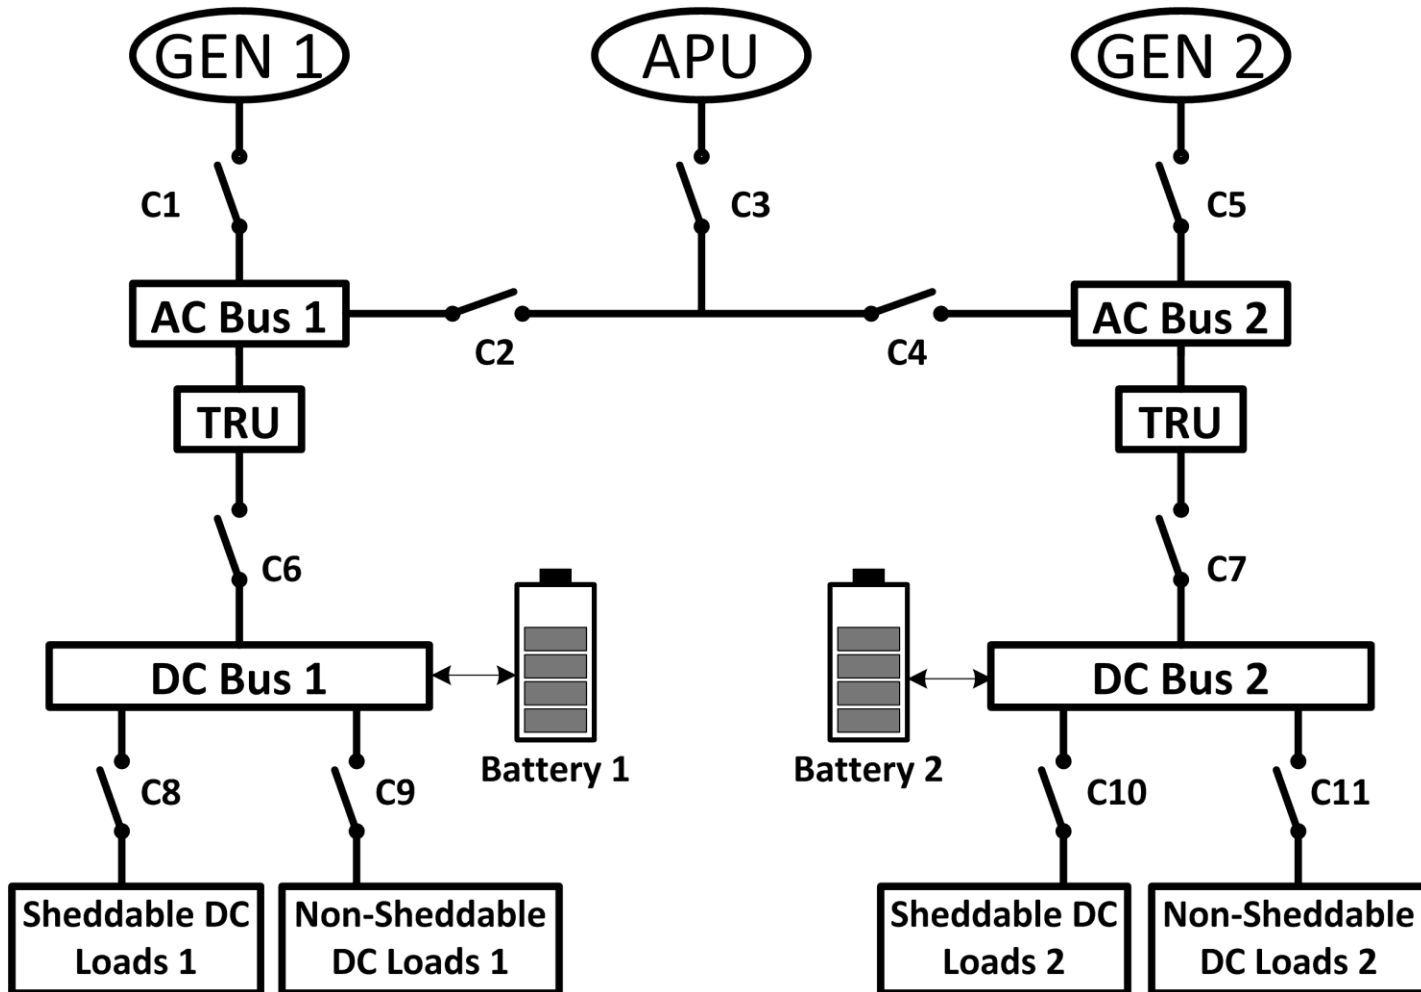 GEN 1
APU
GEN 2
C1
C3
C5
AC Bus 1
AC Bus 2
C2
C4
TRU
TRU
C6
C7
DC Bus 1
DC Bus 2
Battery 1
Battery 2
C8
C9
C10
C11
Sheddable DC
Loads 1
Non-Sheddable
DC Loads 1
Sheddable DC
Loads 2
Non-Sheddable
DC Loads 2